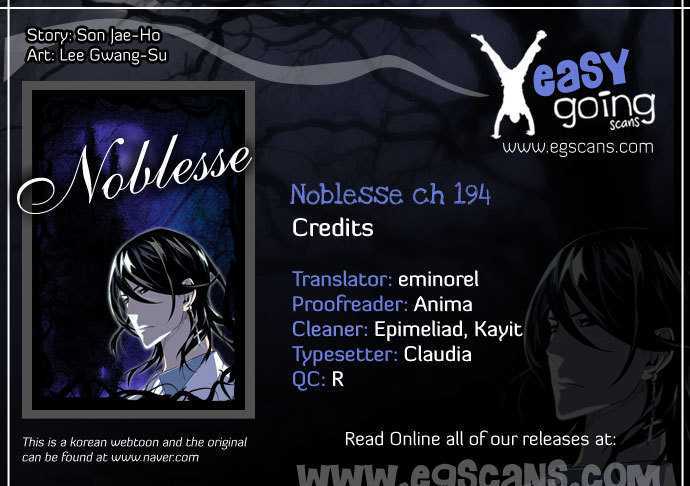 Story: Son Jae-Ho
Art: Lee Gwang-Su
easy
going
scans
www.egscans.com
Noblesse
Noblesse ch 194
Credits
Translator: eminorel
Proofreader: Anima
Cleaner: Epimeliad, Kayit
Typesetter: Claudia
QC: R
This is a korean webtoon and the original
can be found at www.naver.com
Read Online all of our releases at:
www.egscans.com